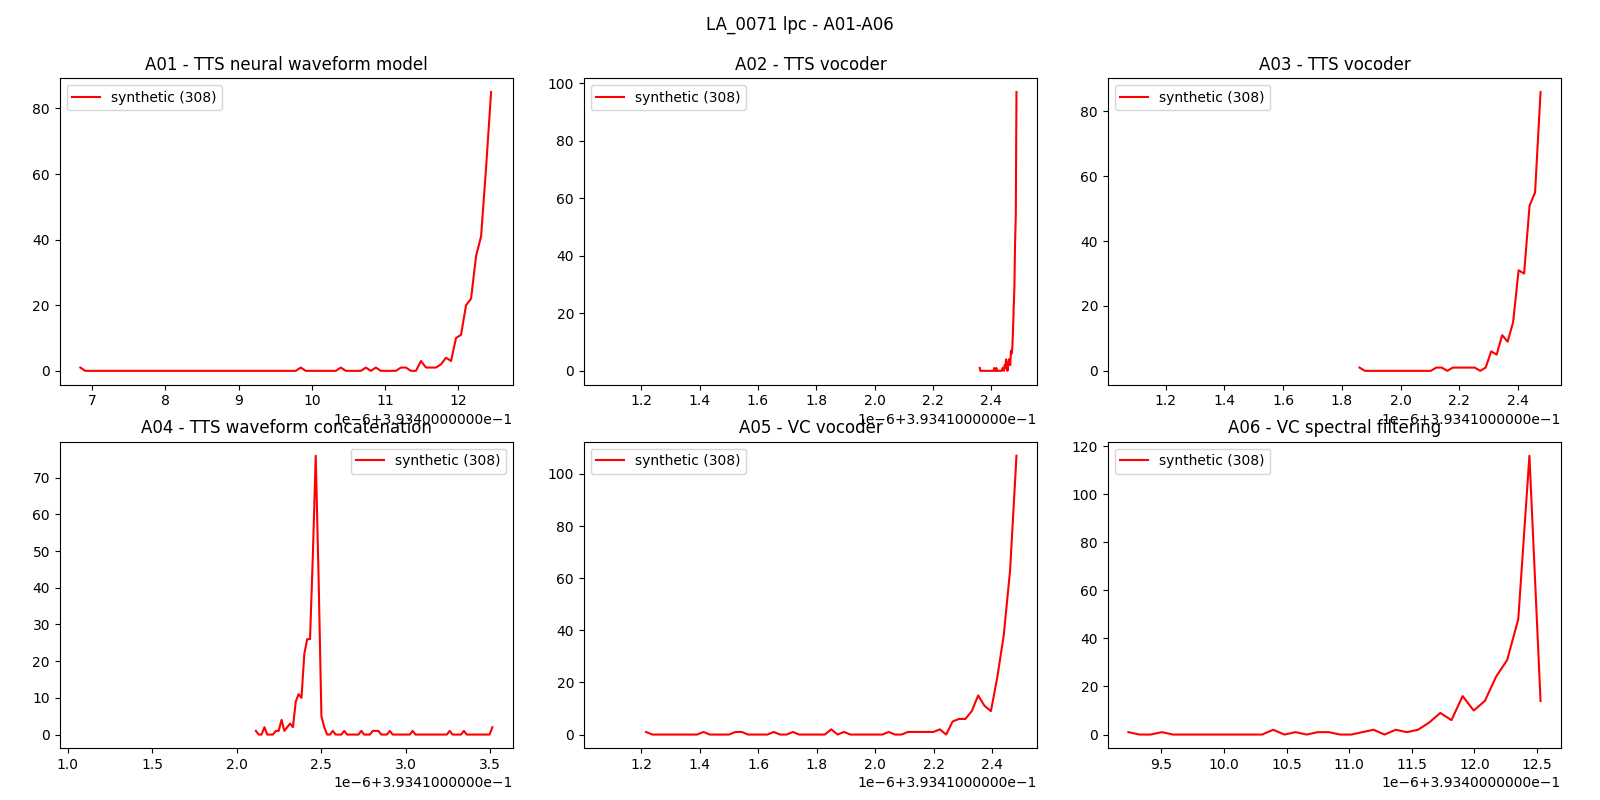 LA_0071 lpc - A01-A06
A01 - TTS neural waveform model
synthetic (308)
80
60
40
20
0
7 8 9 10 11 12
1e-6+3.9340000000e-1
A02 - TTS vocoder
synthetic (308)
100
80
60
40
20
0
1.2 1.4 1.6 1.8 2.0 2.2 2.4
1e-6+3.9341000000e-1
A03 - TTS vocoder
synthetic (308)
80
60
40
20
0
1.2 1.4 1.6 1.8 2.0 2.2 2.4
1e-6+3.9341000000e-1
A04 - TTS waveform concatenation
synthetic (308)
70
60
50
40
30
20
10
0
1.0 1.5 2.0 2.5 3.0 3.5
1e-6+3.9341000000e-1
A05 - VC vocoder
synthetic (308)
100
80
60
40
20
0
1.2 1.4 1.6 1.8 2.0 2.2 2.4
1e-6+3.9341000000e-1
A06 - VC spectral filtering
synthetic (308)
120
100
80
60
40
20
0
9.5 10.0 10.5 11.0 11.5 12.0 12.5
1e-6+3.9340000000e-1